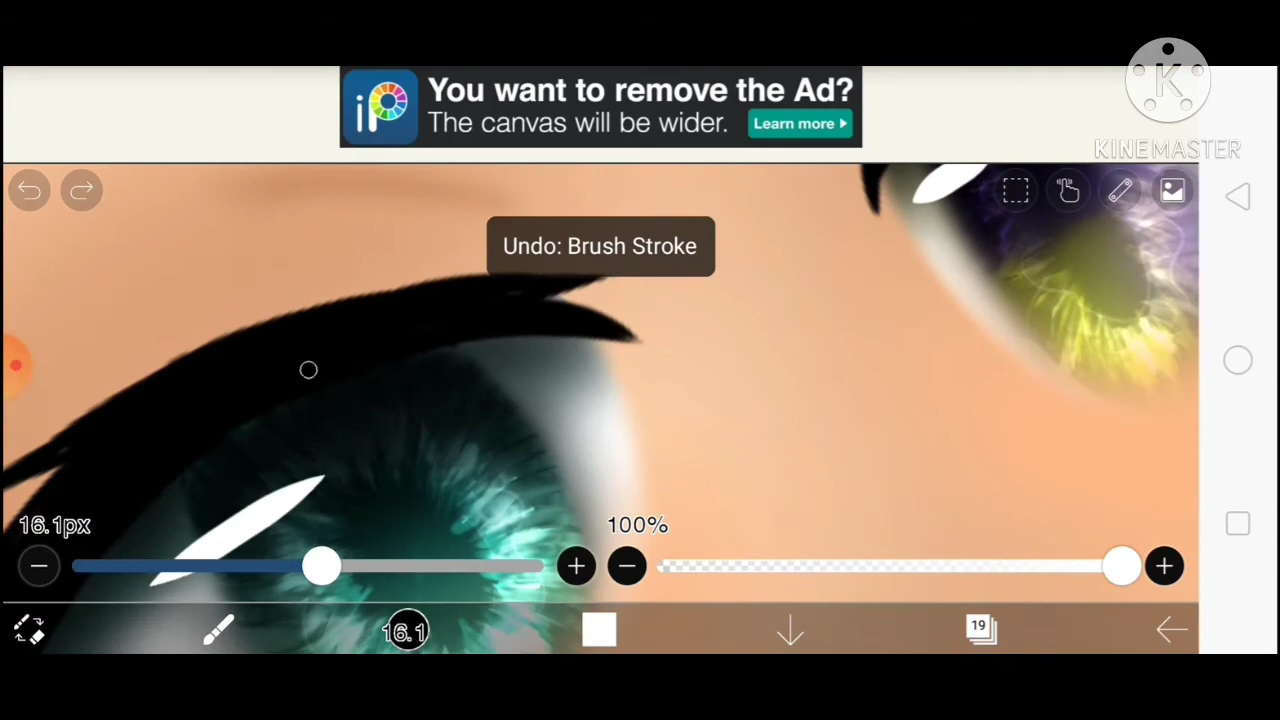 iP
You want to remove the Ad?
The canvas will be wider.
Learn more
K
KINEMASTER
Undo: Brush Stroke
16.1px
100%
16.1
19